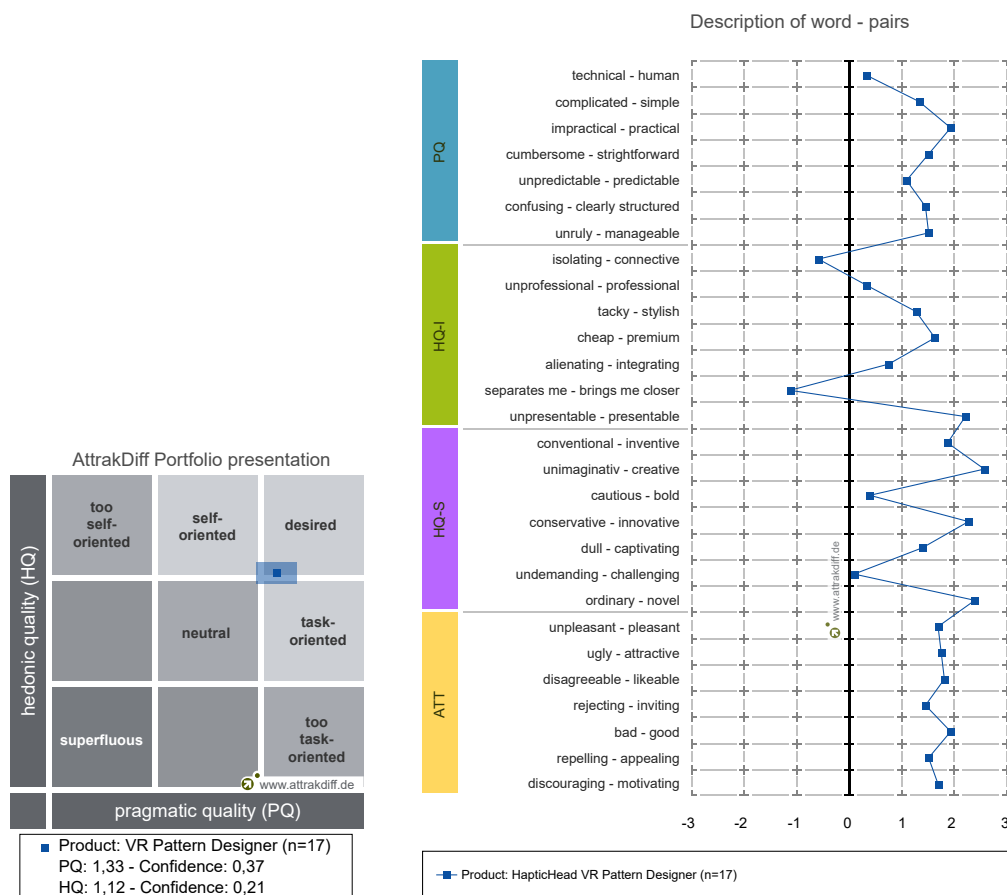 Description of word - pairs
PQ
technical - human
complicated - simple
impractical - practical
cumbersome - strightforward
unpredictable - predictable
confusing - clearly structured
unruly - manageable
HQ-I
isolating - connective
unprofessional - professional
tacky - stylish
cheap - premium
alienating - integrating
separates me - brings me closer
unpresentable - presentable
HQ-S
conventional - inventive
unimaginativ - creative
cautious - bold
conservative - innovative
dull - captivating
undemanding - challenging
ordinary - novel
ATT
unpleasant - pleasant
ugly - attractive
disagreeable - likeable
rejecting - inviting
bad - good
repelling - appealing
discouraging - motivating
www.attrakdiff.de
-3 -2 -1 0 1 2 3
Product: HapticHead VR Pattern Designer (n=17)
AttrakDiff Portfolio presentation
hedonic quality (HQ)
too
self-
oriented
self-
oriented
desired
neutral
task-
oriented
superfluous
too
task-
oriented
www.attrakdiff.de
pragmatic quality (PQ)
Product: VR Pattern Designer (n=17)
PQ: 1,33 - Confidence: 0,37
HQ: 1,12 - Confidence: 0,21